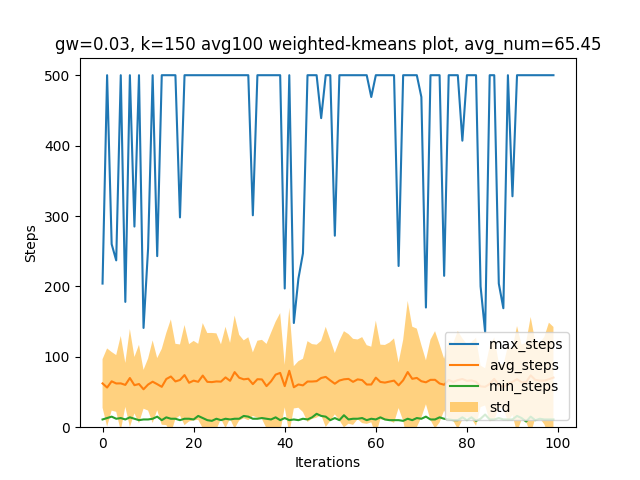 gw=0.03, k=150 avg100 weighted-kmeans plot, avg_num=65.45
500
400
300
200
100
0
Steps
0 20 40 60 80 100
Iterations
max_steps
avg_steps
min_steps
std